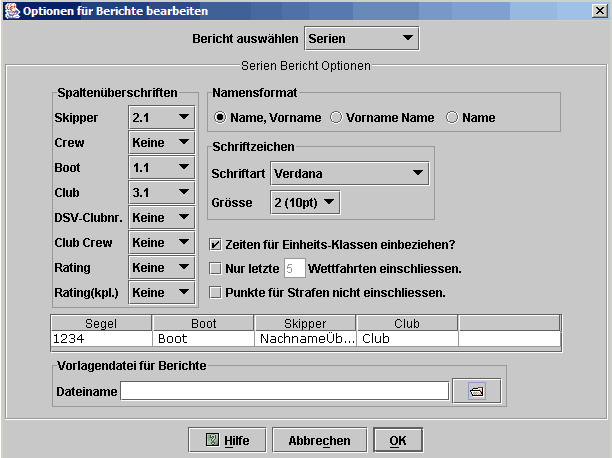 Optionen für Berichte bearbeiten
Bericht auswählen Serien
Serien Bericht Optionen
Spaltenüberschriften
Skipper 2.1
Crew Keine
Boot 1.1
Club 3.1
DSV-Clubnr. Keine
Club Crew Keine
Rating Keine
Rating(kpl.) Keine
Namensformat
Name, Vorname Vorname Name Name
Schriftzeichen
Schriftart Verdana
Grösse 2 (10pt)
Zeiten für Einheits-Klassen einbeziehen?
Nur letzte 5 Wettfahrten einschliessen.
Punkte für Strafen nicht einschliessen.
Segel Boot Skipper Club
1234 Boot NachnameÜb... Club
Vorlagendatei für Berichte
Dateiname
Hilfe Abbrechen OK